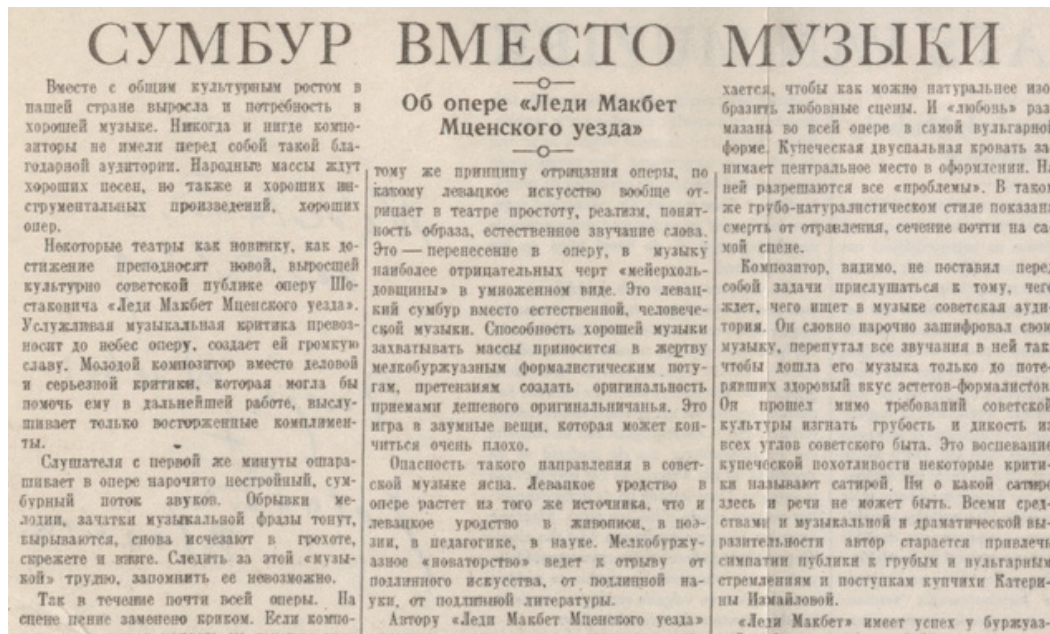 СУМБУР ВМЕСТО МУЗЫКИ
Вместе с общим культурным ростом в
нашей стране выросла и потребность в
хорошей музыке. Никогда и нигде компо-
зиторы не имели перед собой такой бла-
годарной аудитории. Народные массы ждут
хороших песен, но также и хороших ин-
струментальных произведений, хороших
опер.
Некоторые театры как новинку, как до-
стижение преподносят новой, выросшей
культурно советской публике оперу Шо-
стаковича «Леди Макбет Мценского уезда».
Услужливая музыкальная критика превоз-
носит до небес оперу, создает ей громкую
славу. Молодой композитор вместо деловой
и серьезной критики, которая могла бы
помочь ему в дальнейшей работе, выслу-
шивает только восторженные комплимен-
ты.
Слушателя с первой же минуты ошара-
шивает в опере нарочито нестройный, сум-
бурный поток звуков. Обрывки ме-
лодии, зачатки музыкальной фразы тонут,
вырываются, снова исчезают в грохоте,
скрежете и визге. Следить за этой «музы-
кой» трудно, запомнить ее невозможно.
Так в течение почти всей оперы. На
сцене пение заменено криком. Если компо-
Об опере «Леди Макбет
Мценского уезда»
тому же принципу отрицания оперы, по
какому левацкое искусство вообще от-
рицает в театре простоту, реализм, понят-
ность образа, естественное звучание слова.
Это — перенесение в оперу, в музыку
наиболее отрицательных черт «мейерхоль-
довщины» в умноженном виде. Это левац-
кий сумбур вместо естественной, человече-
ской музыки. Способность хорошей музыки
захватывать массы приносится в жертву
мелкобуржуазным формалистическим поту-
гам, претензиям создать оригинальность
приемами дешевого оригинальничанья. Это
игра в заумные вещи, которая может кон-
читься очень плохо.
Опасность такого направления в совет-
ской музыке ясна. Левацкое уродство в
опере растет из того же источника, что и
левацкое уродство в живописи, в поэ-
зии, в педагогике, в науке. Мелкобуржу-
азное «новаторство» ведет к отрыву от
подлинного искусства, от подлинной на-
уки, от подлинной литературы.
Автору «Леди Макбет Мценского уезда»
хается, чтобы как можно натуральнее изо
бразить любовные сцены. И «любовь» раз
мазана во всей опере в самой вульгарной
форме. Купеческая двуспальная кровать за
нимает центральное место в оформлении. На
ней разрешаются все «проблемы». В таком
же грубо-натуралистическом стиле показана
смерть от отравления, сечение почти на са
мой сцене.
Композитор, видимо, не поставил перед
собой задачи прислушаться к тому, чего
ждет, чего ищет в музыке советская ауди
тория. Он словно нарочно зашифровал свою
музыку, перепутал все звучания в ней так,
чтобы дошла его музыка только до поте
рявших здоровый вкус эстетов-формалистов.
Он прошел мимо требований советской
культуры изгнать грубость и дикость из
всех углов советского быта. Это воспевание
купеческой похотливости некоторые крити-
ки называют сатирой. Ни о какой сатире
здесь и речи не может быть. Всеми сред-
ствами и музыкальной и драматической вы-
разительности автор старается привлечь
симпатии публики к грубым и вульгарным
стремлениям и поступкам купчихи Катери-
ны Измайловой.
«Леди Макбет» имеет успех у буржуаз-